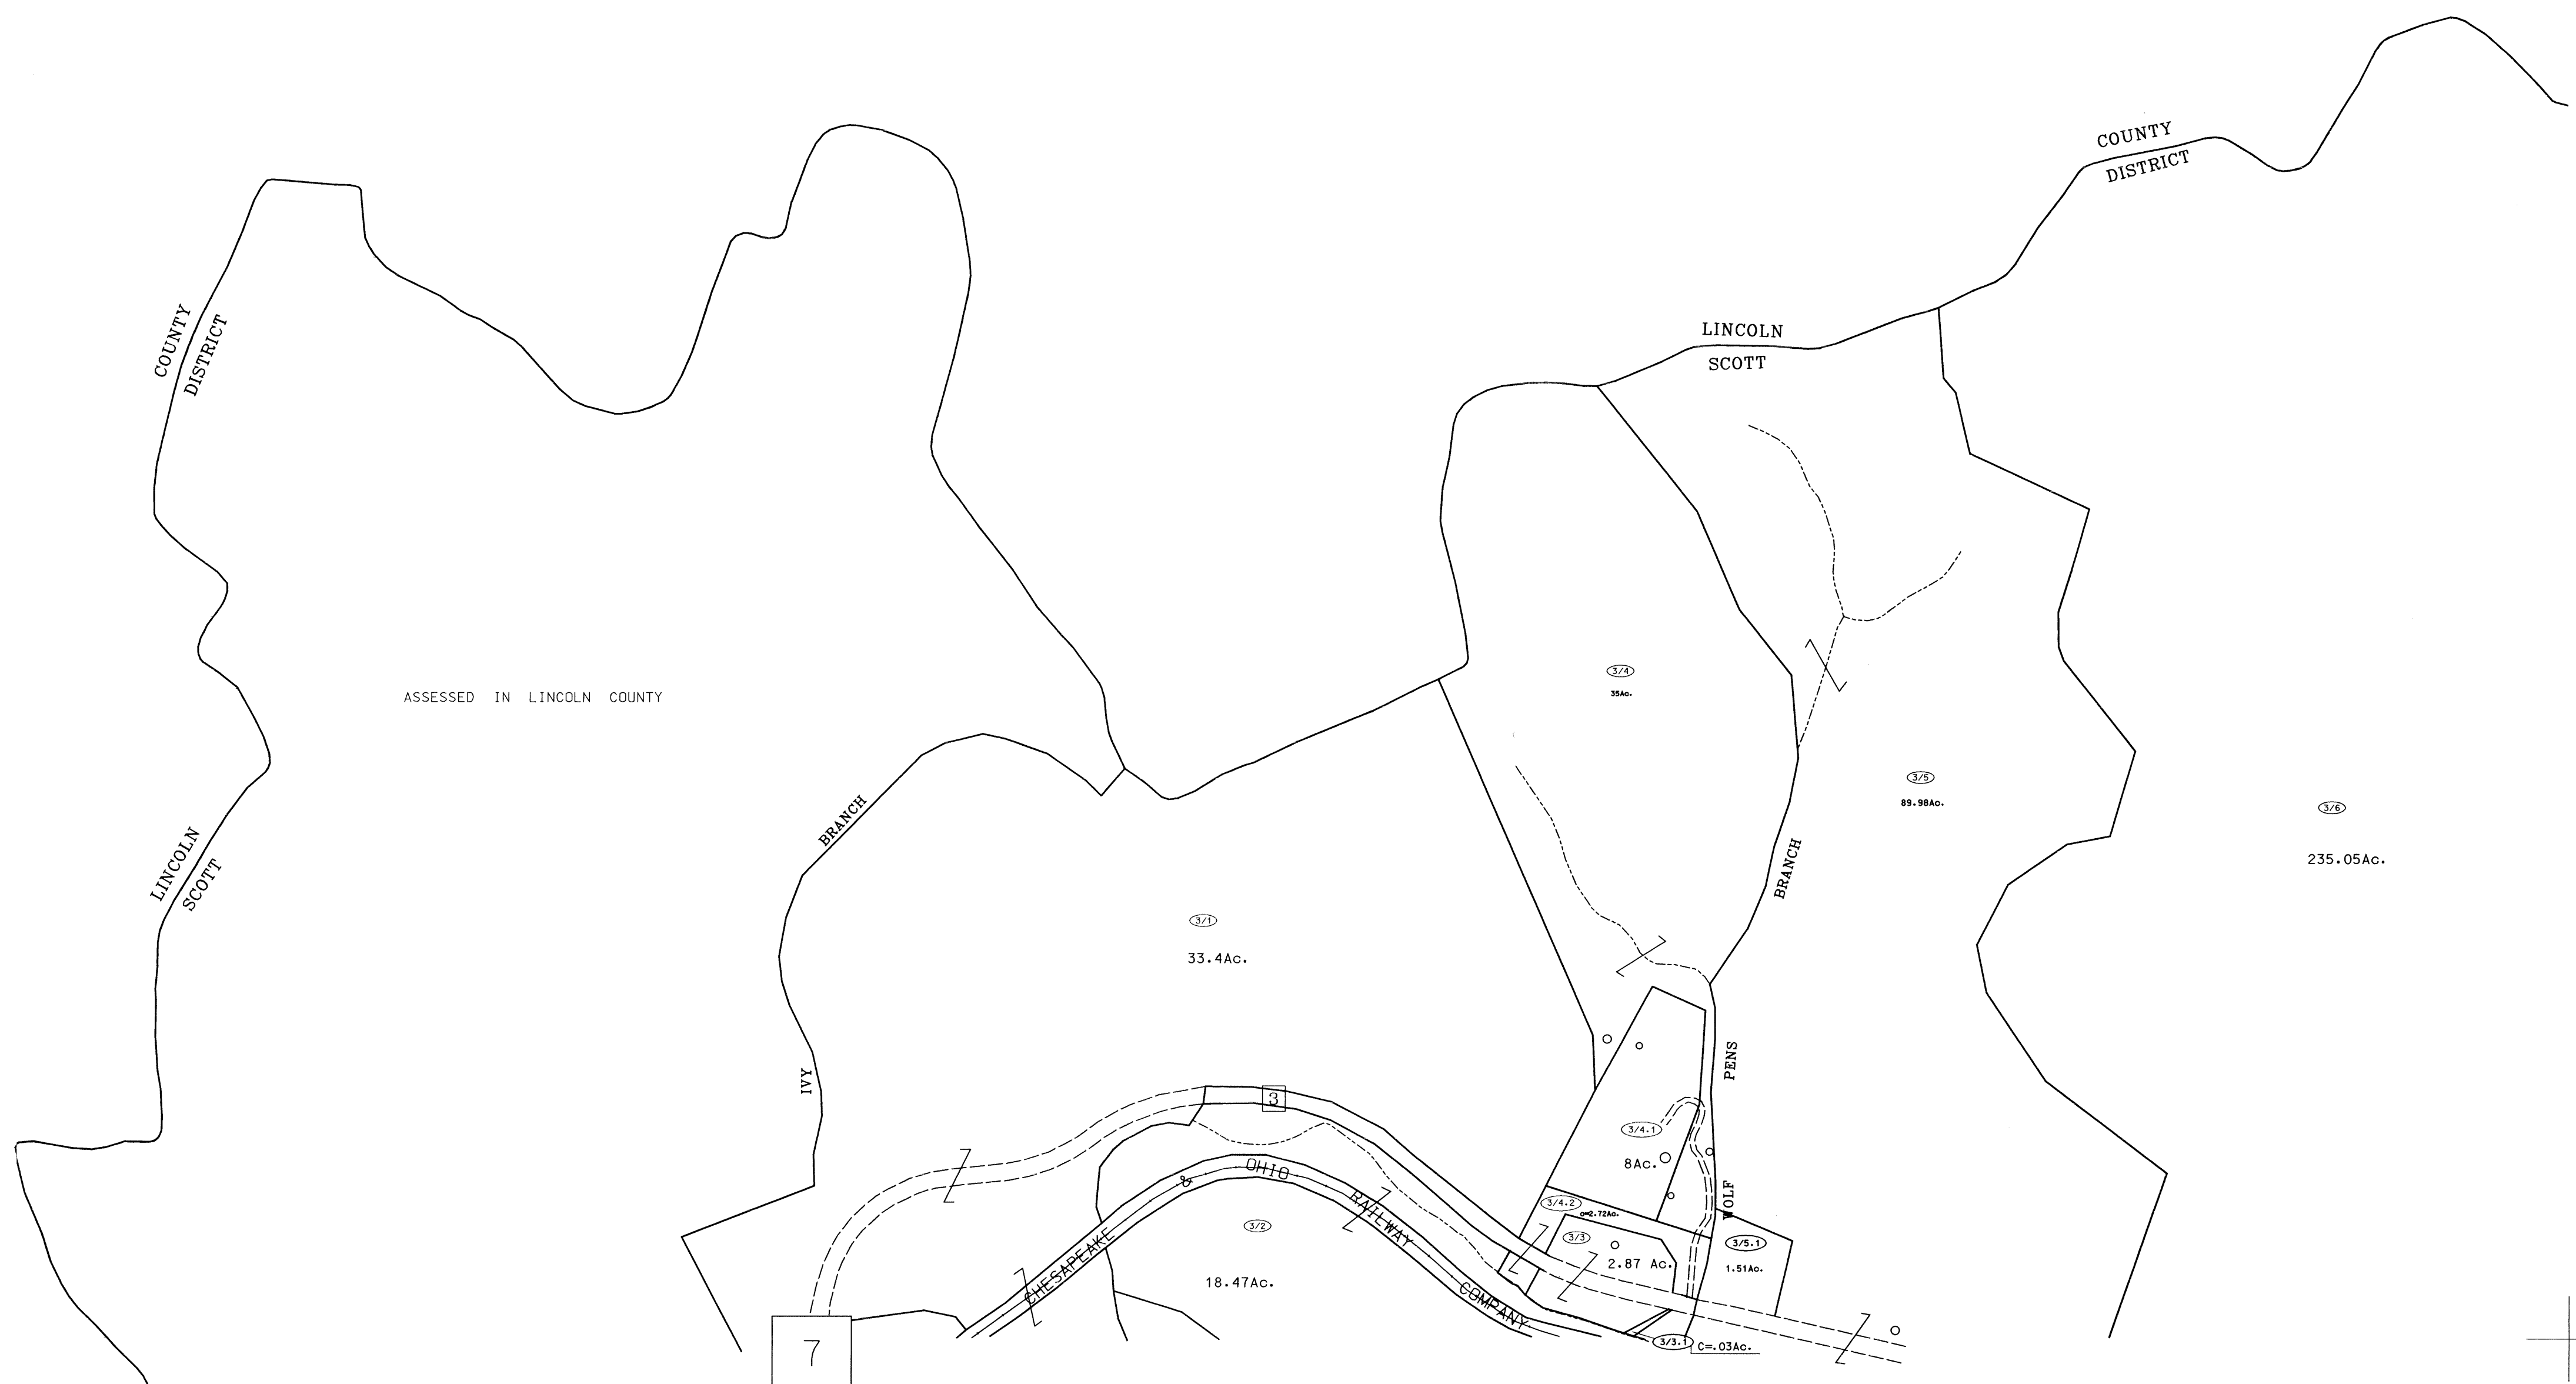 COUNTY
DISTRICT
COUNTY
DISTRICT
LINCOLN
SCOTT
ASSESSED IN LINCOLN COUNTY
3/4
35Ac.
3/5
89.98Ac.
3/6
235.05Ac.
BRANCH
BRANCH
LINCOLN
SCOTT
3/1
33.4Ac.
IVY
PENS
3
3/4.1
8Ac.
WOLF
OHIO
&
RAILWAY
3/4.2
c=2.72Ac.
3/2
3/3
3/5.1
CHESAPEAKE
2.87 Ac.
1.51Ac.
18.47Ac.
COMPANY
3/3.1
C=.03Ac.
7